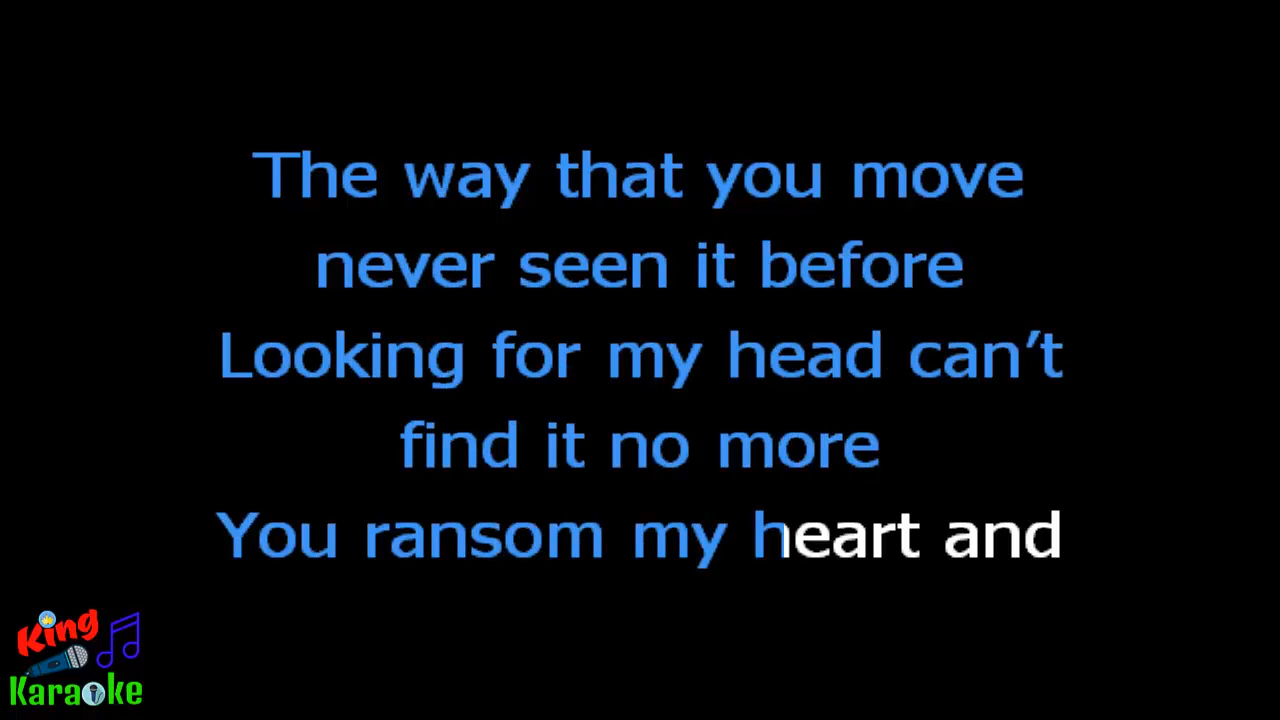 The way that you move
never seen it before
Looking for my head can’t
find it no more
You ransom my heart and
King
Karaoke